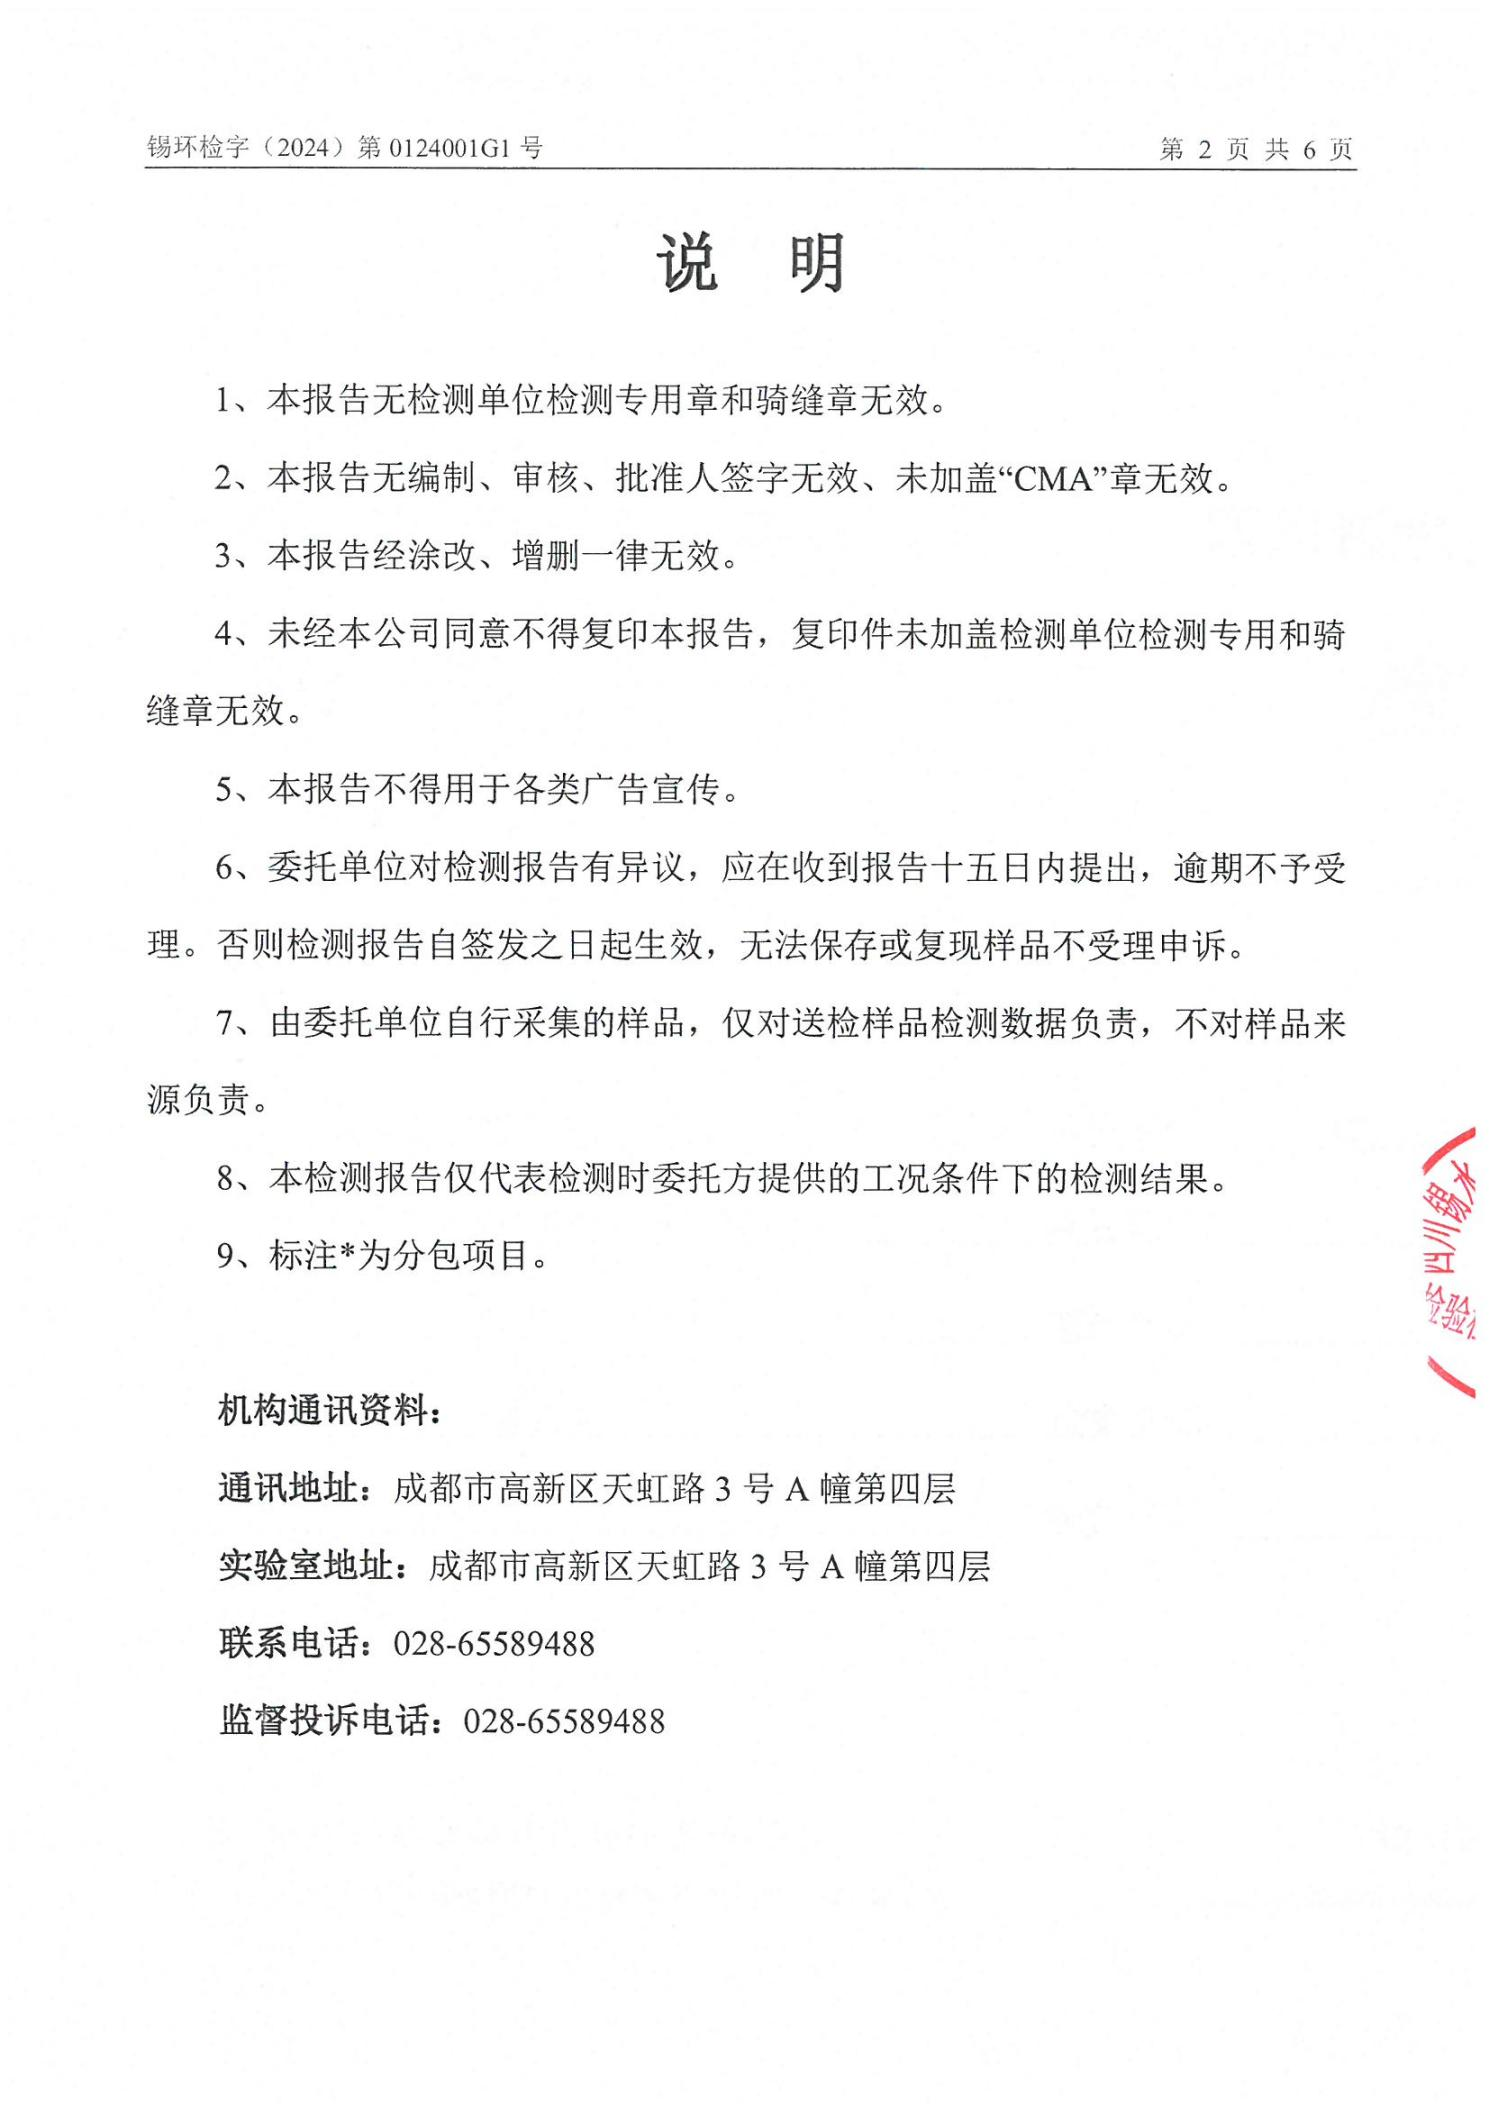 锡环检字（2024）第 0124001G1 号
第 2 页 共 6 页
说 明
1、本报告无检测单位检测专用章和骑缝章无效。
2、本报告无编制、审核、批准人签字无效、未加盖“CMA”章无效。
3、本报告经涂改、增删一律无效。
4、未经本公司同意不得复印本报告，复印件未加盖检测单位检测专用和骑
缝章无效。
5、本报告不得用于各类广告宣传。
6、委托单位对检测报告有异议，应在收到报告十五日内提出，逾期不予受
理。否则检测报告自签发之日起生效，无法保存或复现样品不受理申诉。
7、由委托单位自行采集的样品，仅对送检样品检测数据负责，不对样品来
源负责。
8、本检测报告仅代表检测时委托方提供的工况条件下的检测结果。
9、标注*为分包项目。
机构通讯资料：
通讯地址：成都市高新区天虹路 3 号 A 幢第四层
实验室地址：成都市高新区天虹路 3 号 A 幢第四层
联系电话：028-65589488
监督投诉电话：028-65589488
四川锡
检验